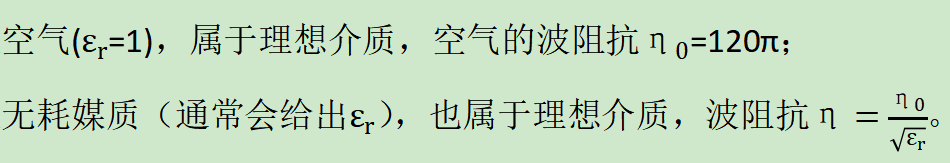 空气(εr=1)，属于理想介质，空气的波阻抗η0=120π；
无耗媒质（通常会给出εr），也属于理想介质，波阻抗η = η0/√εr。